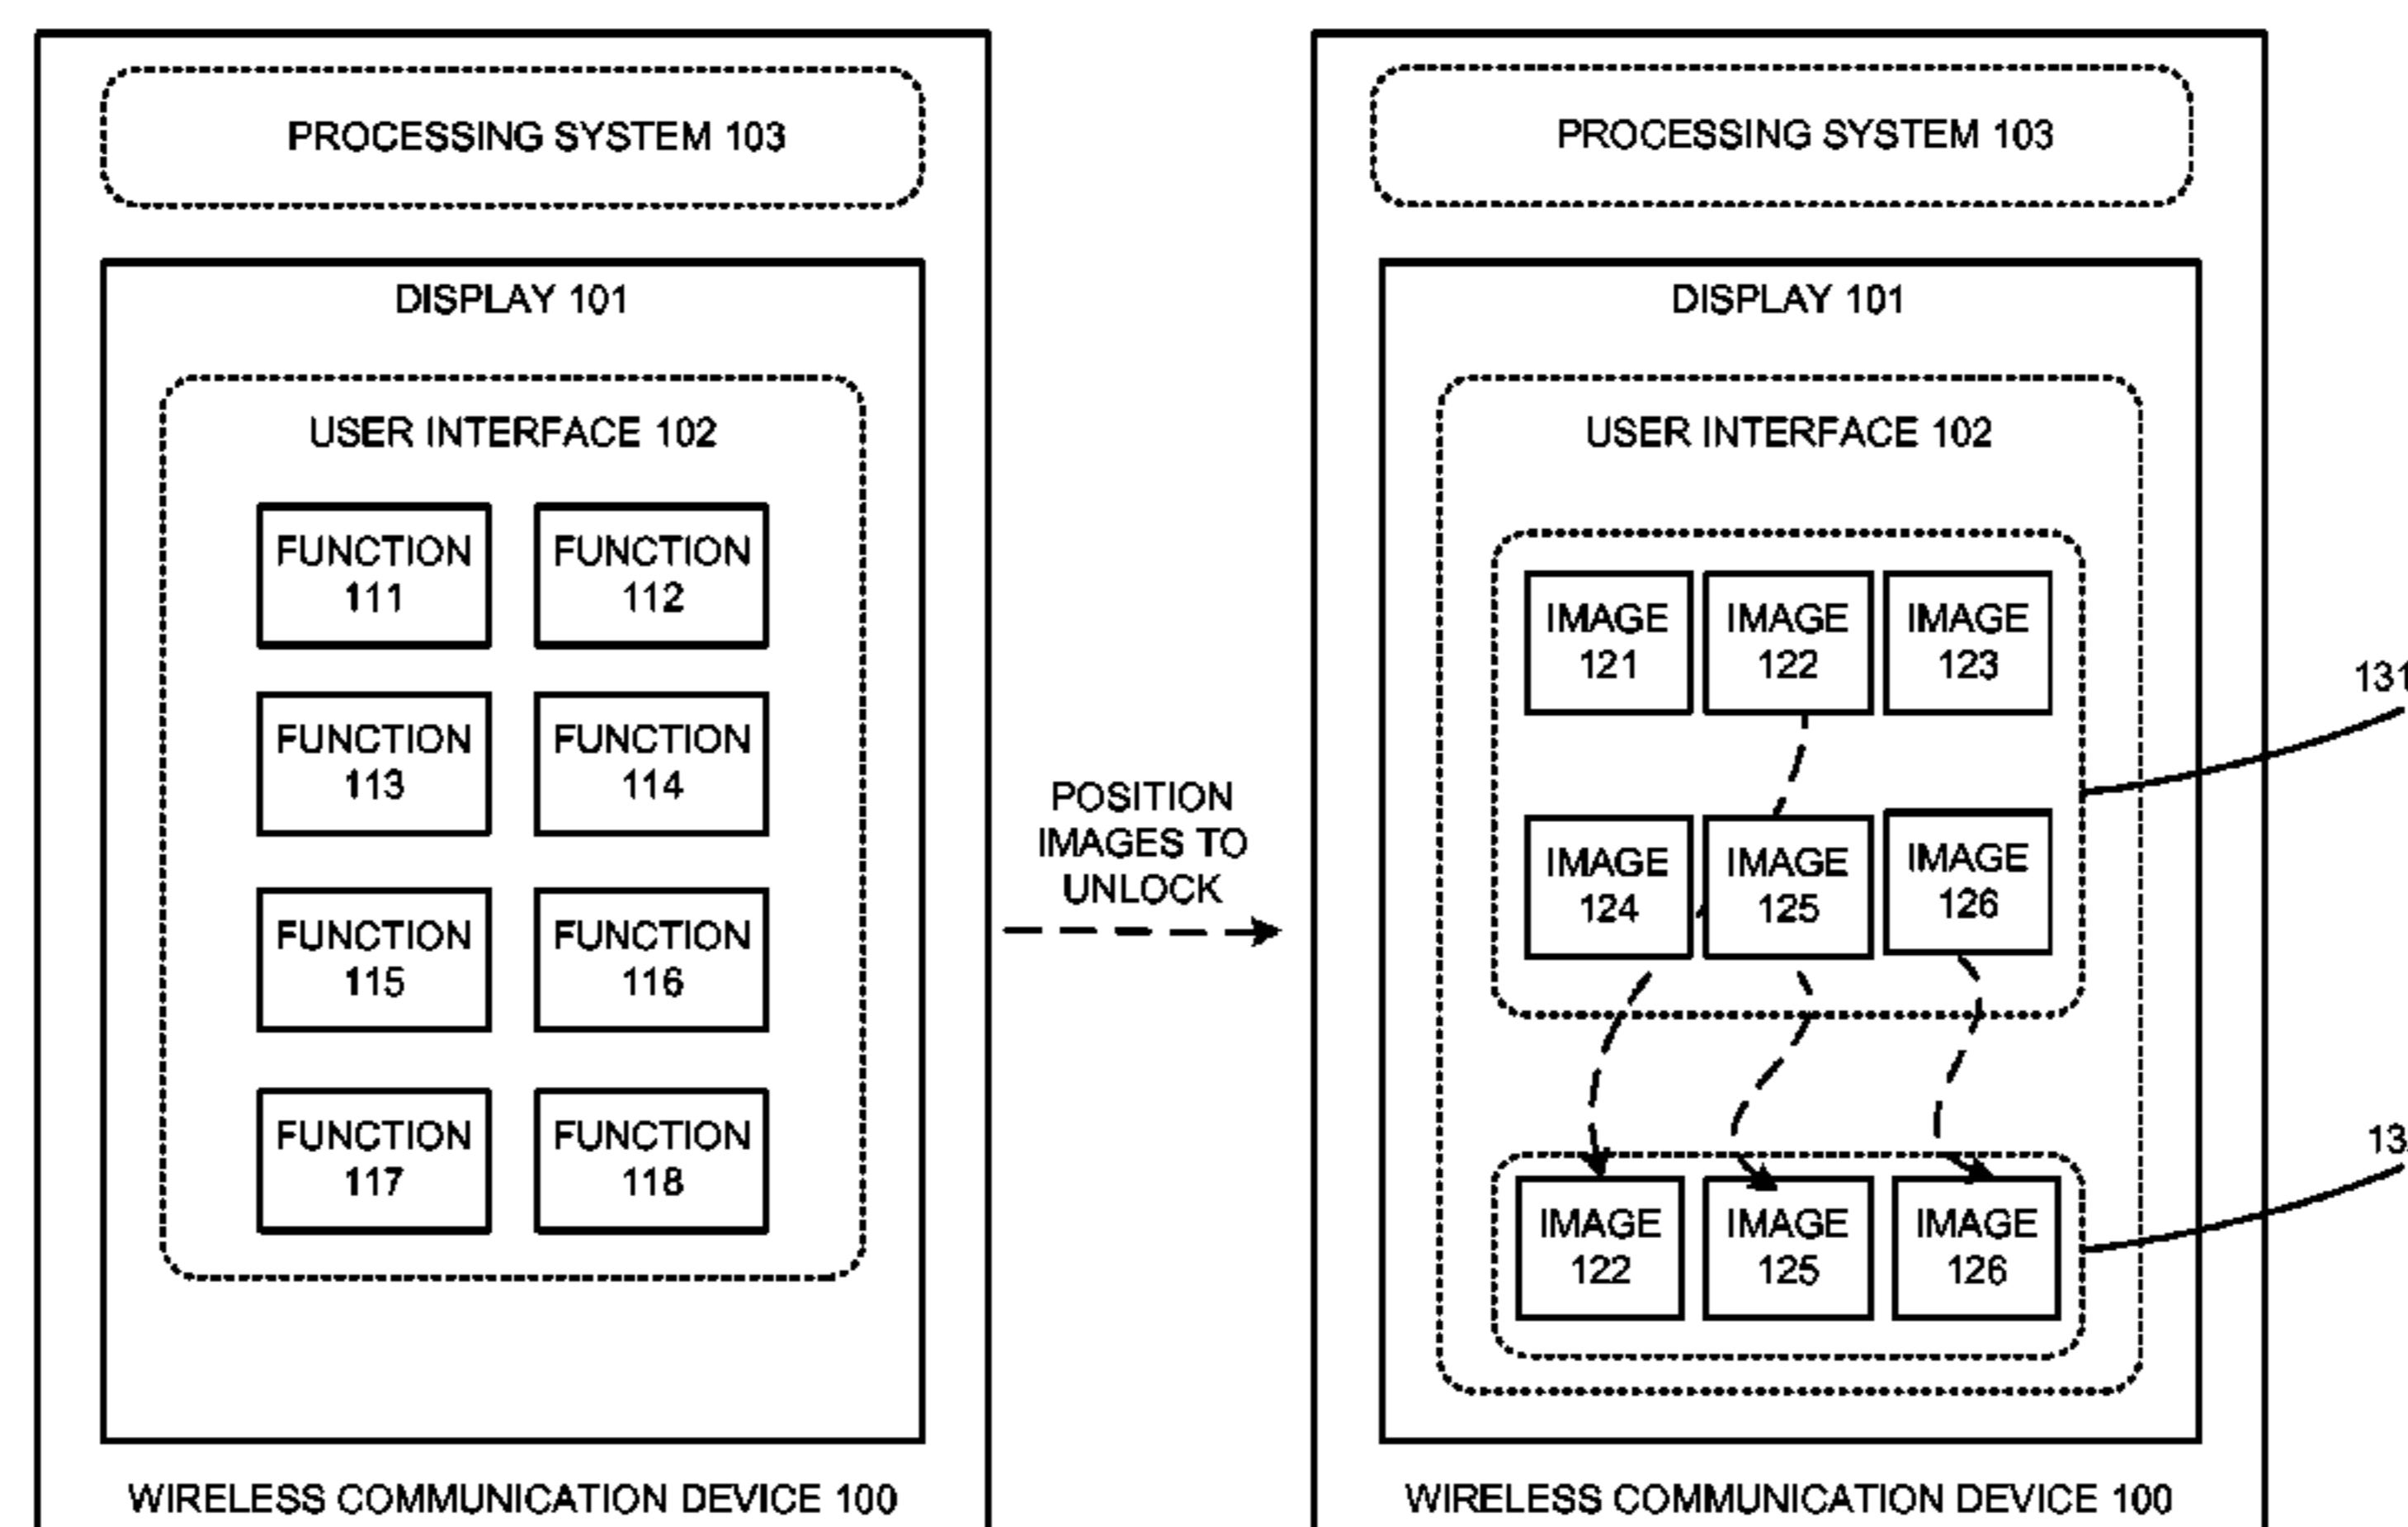 PROCESSING SYSTEM 103
DISPLAY 101
USER INTERFACE 102
FUNCTION
111
FUNCTION
112
FUNCTION
113
FUNCTION
114
FUNCTION
115
FUNCTION
116
FUNCTION
117
FUNCTION
118
WIRELESS COMMUNICATION DEVICE 100
POSITION
IMAGES TO
UNLOCK
PROCESSING SYSTEM 103
DISPLAY 101
USER INTERFACE 102
IMAGE
121
IMAGE
122
IMAGE
123
IMAGE
124
IMAGE
125
IMAGE
126
IMAGE
122
IMAGE
125
IMAGE
126
WIRELESS COMMUNICATION DEVICE 100
131